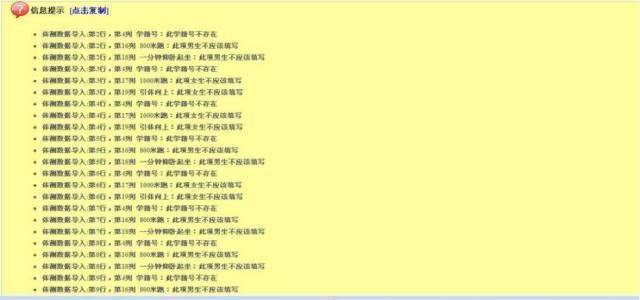 信息提示 [点击复制]
体测数据导入:第2行，第4列 学籍号：此学籍号不存在
体测数据导入:第2行，第16列 800米跑：此项男生不应该填写
体测数据导入:第2行，第18列 一分钟仰卧起坐：此项男生不应该填写
体测数据导入:第3行，第4列 学籍号：此学籍号不存在
体测数据导入:第3行，第17列 1000米跑：此项女生不应该填写
体测数据导入:第3行，第19列 引体向上：此项女生不应该填写
体测数据导入:第4行，第4列 学籍号：此学籍号不存在
体测数据导入:第4行，第17列 1000米跑：此项女生不应该填写
体测数据导入:第4行，第19列 引体向上：此项女生不应该填写
体测数据导入:第5行，第4列 学籍号：此学籍号不存在
体测数据导入:第5行，第16列 800米跑：此项男生不应该填写
体测数据导入:第5行，第18列 一分钟仰卧起坐：此项男生不应该填写
体测数据导入:第6行，第4列 学籍号：此学籍号不存在
体测数据导入:第6行，第17列 1000米跑：此项女生不应该填写
体测数据导入:第6行，第19列 引体向上：此项女生不应该填写
体测数据导入:第7行，第4列 学籍号：此学籍号不存在
体测数据导入:第7行，第16列 800米跑：此项男生不应该填写
体测数据导入:第7行，第18列 一分钟仰卧起坐：此项男生不应该填写
体测数据导入:第8行，第4列 学籍号：此学籍号不存在
体测数据导入:第8行，第16列 800米跑：此项男生不应该填写
体测数据导入:第8行，第18列 一分钟仰卧起坐：此项男生不应该填写
体测数据导入:第9行，第4列 学籍号：此学籍号不存在
体测数据导入:第9行，第16列 800米跑：此项男生不应该填写